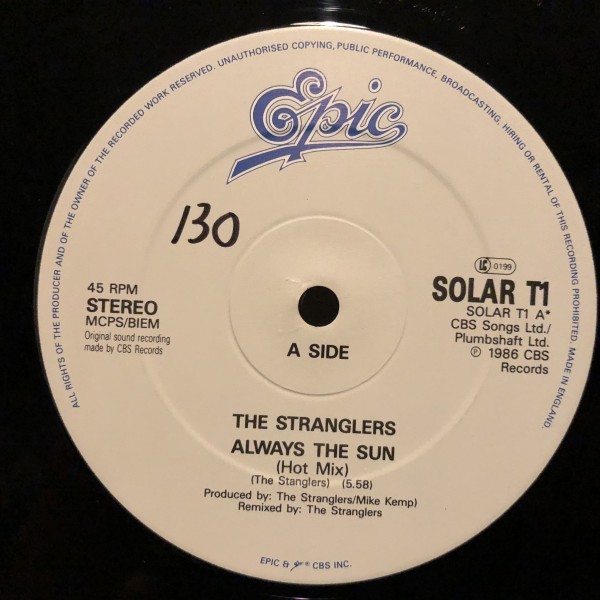 ALL RIGHTS OF THE PRODUCER AND OF THE OWNER OF THE RECORDED WORK RESERVED. UNAUTHORISED COPYING, PUBLIC PERFORMANCE, BROADCASTING, HIRING OR RENTAL OF THIS RECORDING PROHIBITED. MADE IN ENGLAND.
Epic
130
LC 0199
45 RPM
STEREO
MCPS/BIEM
Original sound recording
made by CBS Records
SOLAR T1
SOLAR T1 A*
CBS Songs Ltd./
Plumbshaft Ltd.
℗ 1986 CBS
Records
A SIDE
THE STRANGLERS
ALWAYS THE SUN
(Hot Mix)
(The Stanglers) (5.58)
Produced by: The Stranglers/Mike Kemp)
Remixed by: The Stranglers
EPIC & Epic ® CBS INC.